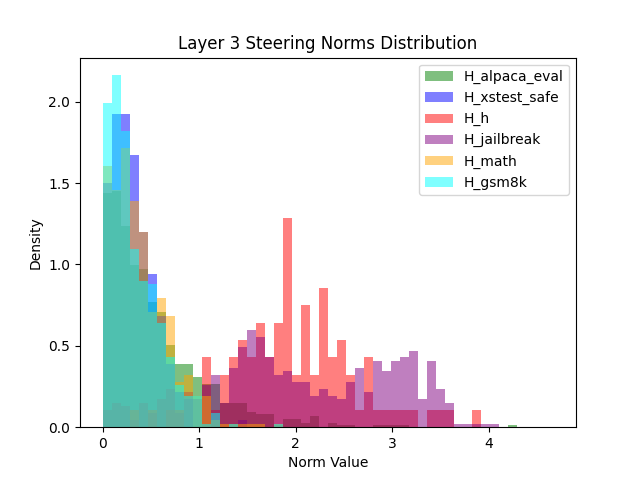 Layer 3 Steering Norms Distribution
H_alpaca_eval
H_xstest_safe
H_h
H_jailbreak
H_math
H_gsm8k
2.0
1.5
1.0
0.5
0.0
Density
0
1
2
3
4
Norm Value